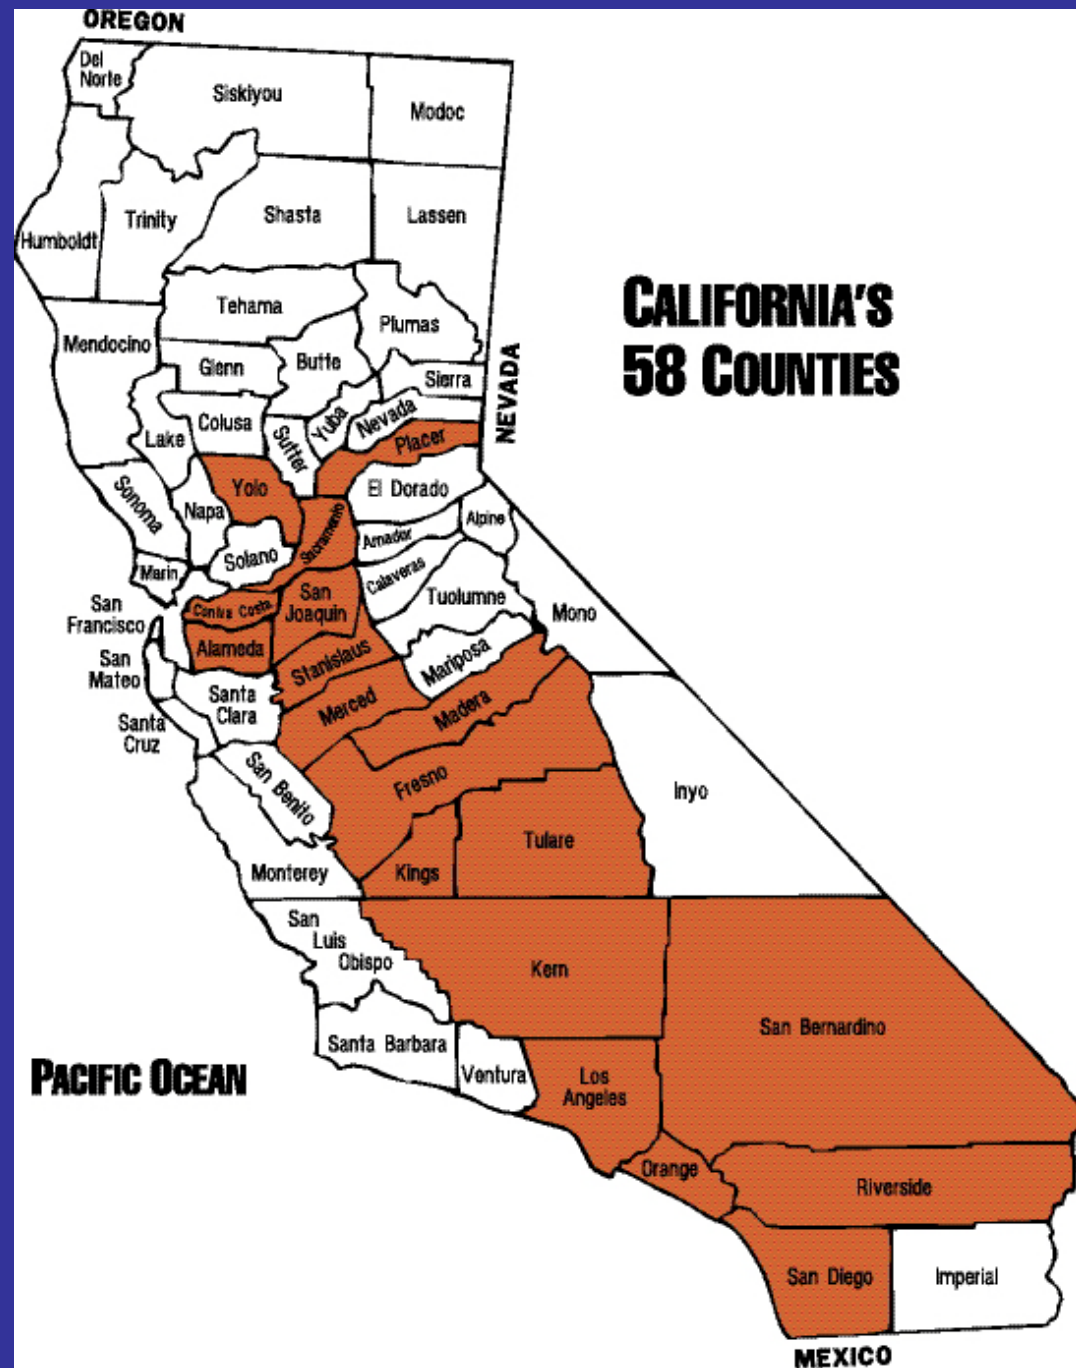 OREGON
Del
Norte
Siskiyou
Modoc
Humboldt
Trinity
Shasta
Lassen
Tehama
Plumas
Mendocino
Glenn
Butte
Sierra
CALIFORNIA'S
58 COUNTIES
NEVADA
Lake
Colusa
Sutter
Yuba
Nevada
Placer
Sonoma
Napa
Yolo
El Dorado
Sacramento
Amador
Alpine
Marin
Solano
Calaveras
Tuolumne
Mono
San
Francisco
Contra Costa
San
Joaquin
Alameda
Stanislaus
Mariposa
San
Mateo
Santa
Clara
Merced
Madera
Santa
Cruz
San Benito
Fresno
Inyo
Monterey
Kings
Tulare
San
Luis
Obispo
Kern
San Bernardino
Santa Barbara
Ventura
Los
Angeles
PACIFIC OCEAN
Orange
Riverside
San Diego
Imperial
MEXICO